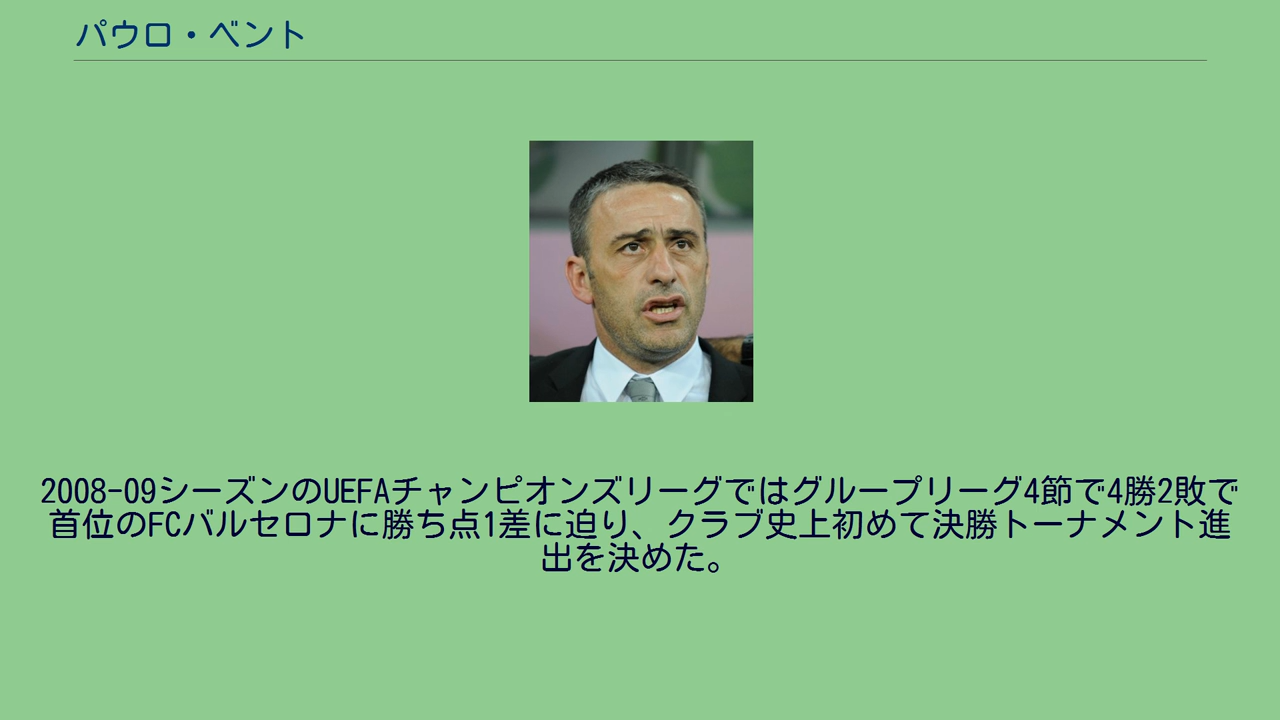 パウロ・ベント
2008-09シーズンのUEFAチャンピオンズリーグではグループリーグ4節で4勝2敗で
首位のFCバルセロナに勝ち点1差に迫り、クラブ史上初めて決勝トーナメント進
出を決めた。